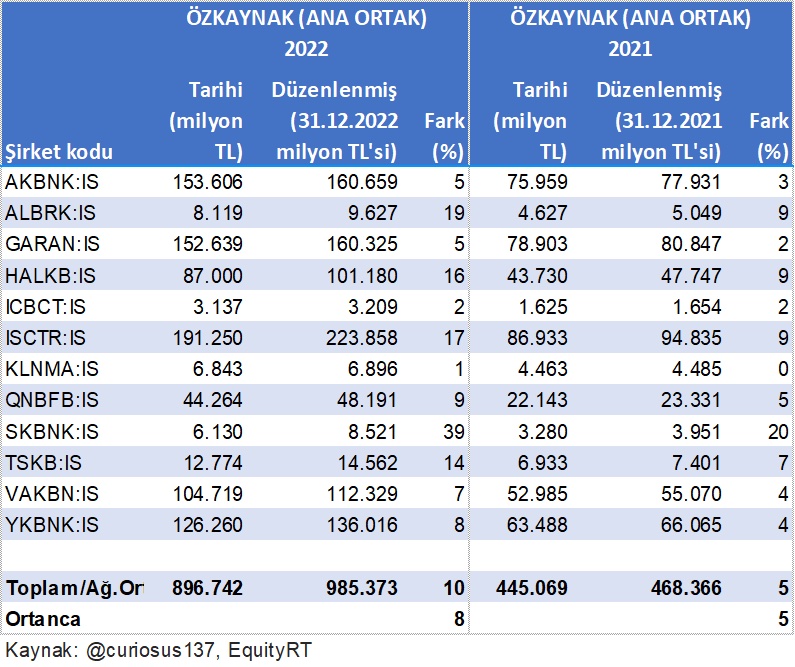 ÖZKAYNAK (ANA ORTAK) ÖZKAYNAK (ANA ORTAK)
2022 2021
Tarihi Düzenlenmiş Tarihi Düzenlenmiş
(milyon (31.12.2022 Fark (milyon (31.12.2021 Fark
Şirket kodu TL) milyon TL'si) (%) TL) milyon TL'si) (%)
AKBNK:IS 153.606 160.659 5 75.959 77.931 3
ALBRK:IS 8.119 9.627 19 4.627 5.049 9
GARAN:IS 152.639 160.325 5 78.903 80.847 2
HALKB:IS 87.000 101.180 16 43.730 47.747 9
ICBCT:IS 3.137 3.209 2 1.625 1.654 2
ISCTR:IS 191.250 223.858 17 86.933 94.835 9
KLNMA:IS 6.843 6.896 1 4.463 4.485 0
QNBFB:IS 44.264 48.191 9 22.143 23.331 5
SKBNK:IS 6.130 8.521 39 3.280 3.951 20
TSKB:IS 12.774 14.562 14 6.933 7.401 7
VAKBN:IS 104.719 112.329 7 52.985 55.070 4
YKBNK:IS 126.260 136.016 8 63.488 66.065 4
Toplam/Ağ.Ort 896.742 985.373 10 445.069 468.366 5
Ortanca 8 5
Kaynak: @curiosus137, EquityRT